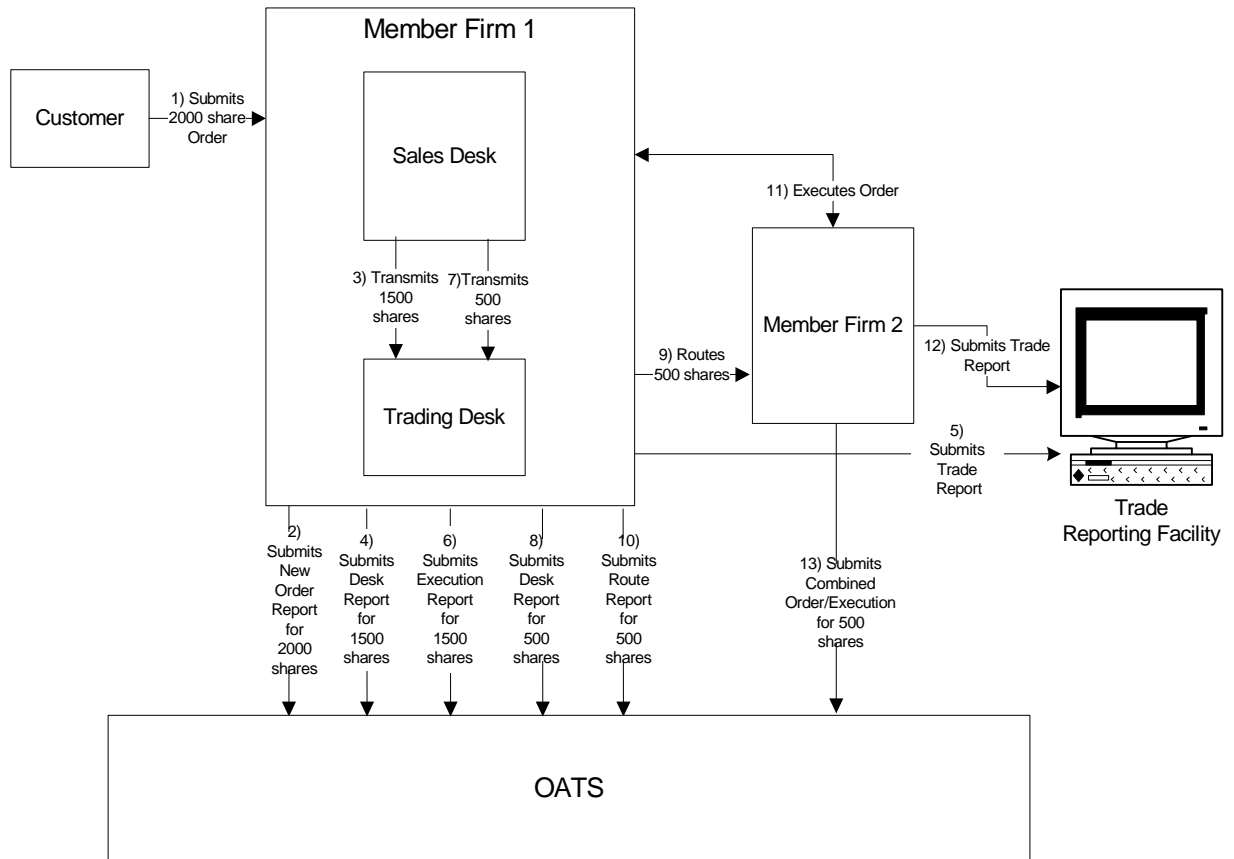 Member Firm 1
Customer
1) Submits
2000 share
Order
Sales Desk
11) Executes Order
3) Transmits
1500
shares
7)Transmits
500
shares
Member Firm 2
12) Submits Trade
Report
9) Routes
500 shares
Trading Desk
5)
Submits
Trade
Report
Trade
Reporting Facility
2)
Submits
New
Order
Report
for
2000
shares
4)
Submits
Desk
Report
for
1500
shares
6)
Submits
Execution
Report
for
1500
shares
8)
Submits
Desk
Report
for
500
shares
10)
Submits
Route
Report
for
500
shares
13) Submits
Combined
Order/Execution
for 500
shares
OATS